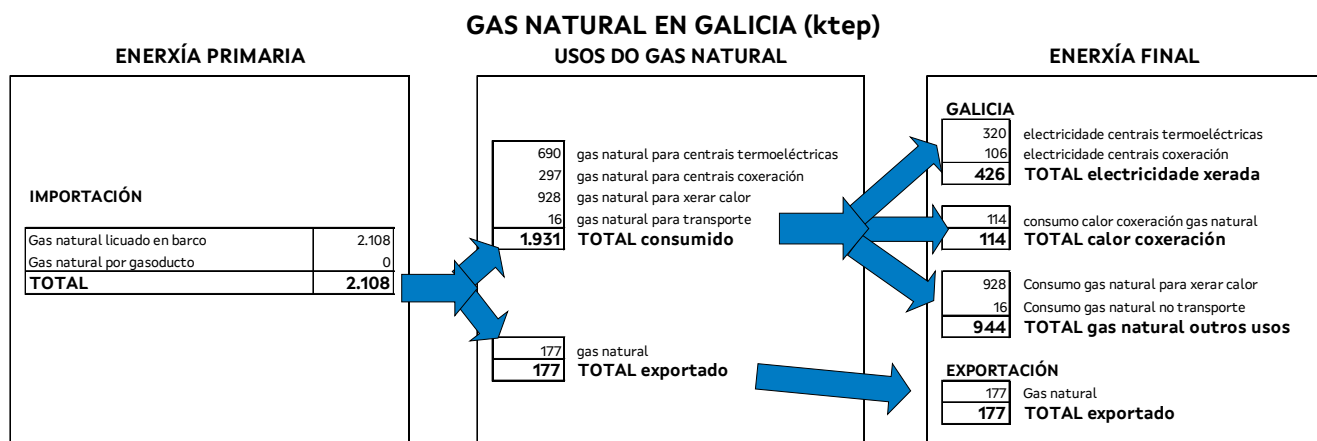 GAS NATURAL EN GALICIA (ktep)
ENERXÍA PRIMARIA
IMPORTACIÓN
Gas natural licuado en barco 2.108
Gas natural por gasoducto 0
TOTAL 2.108
USOS DO GAS NATURAL
690 gas natural para centrais termoeléctricas
297 gas natural para centrais coxeración
928 gas natural para xerar calor
16 gas natural para transporte
1.931 TOTAL consumido
177 gas natural
177 TOTAL exportado
ENERXÍA FINAL
GALICIA
320 electricidade centrais termoeléctricas
106 electricidade centrais coxeración
426 TOTAL electricidade xerada
114 consumo calor coxeración gas natural
114 TOTAL calor coxeración
928 Consumo gas natural para xerar calor
16 Consumo gas natural no transporte
944 TOTAL gas natural outros usos
EXPORTACIÓN
177 Gas natural
177 TOTAL exportado